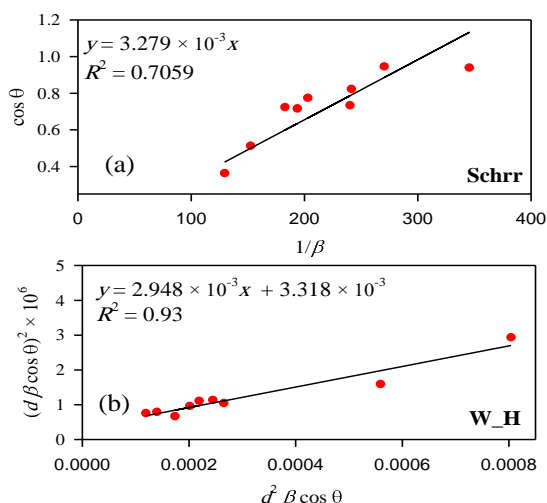 1.2
1.0
0.8
0.6
0.4
cos θ
y = 3.279 × 10⁻³x
R² = 0.7059
(a)
Schrr
0 100 200 300 400
1/β
5
4
3
2
1
0
(d β cos θ)² × 10⁶
y = 2.948 × 10⁻³x + 3.318 × 10⁻³
R² = 0.93
(b)
W_H
0.0000 0.0002 0.0004 0.0006 0.0008
d² β cos θ